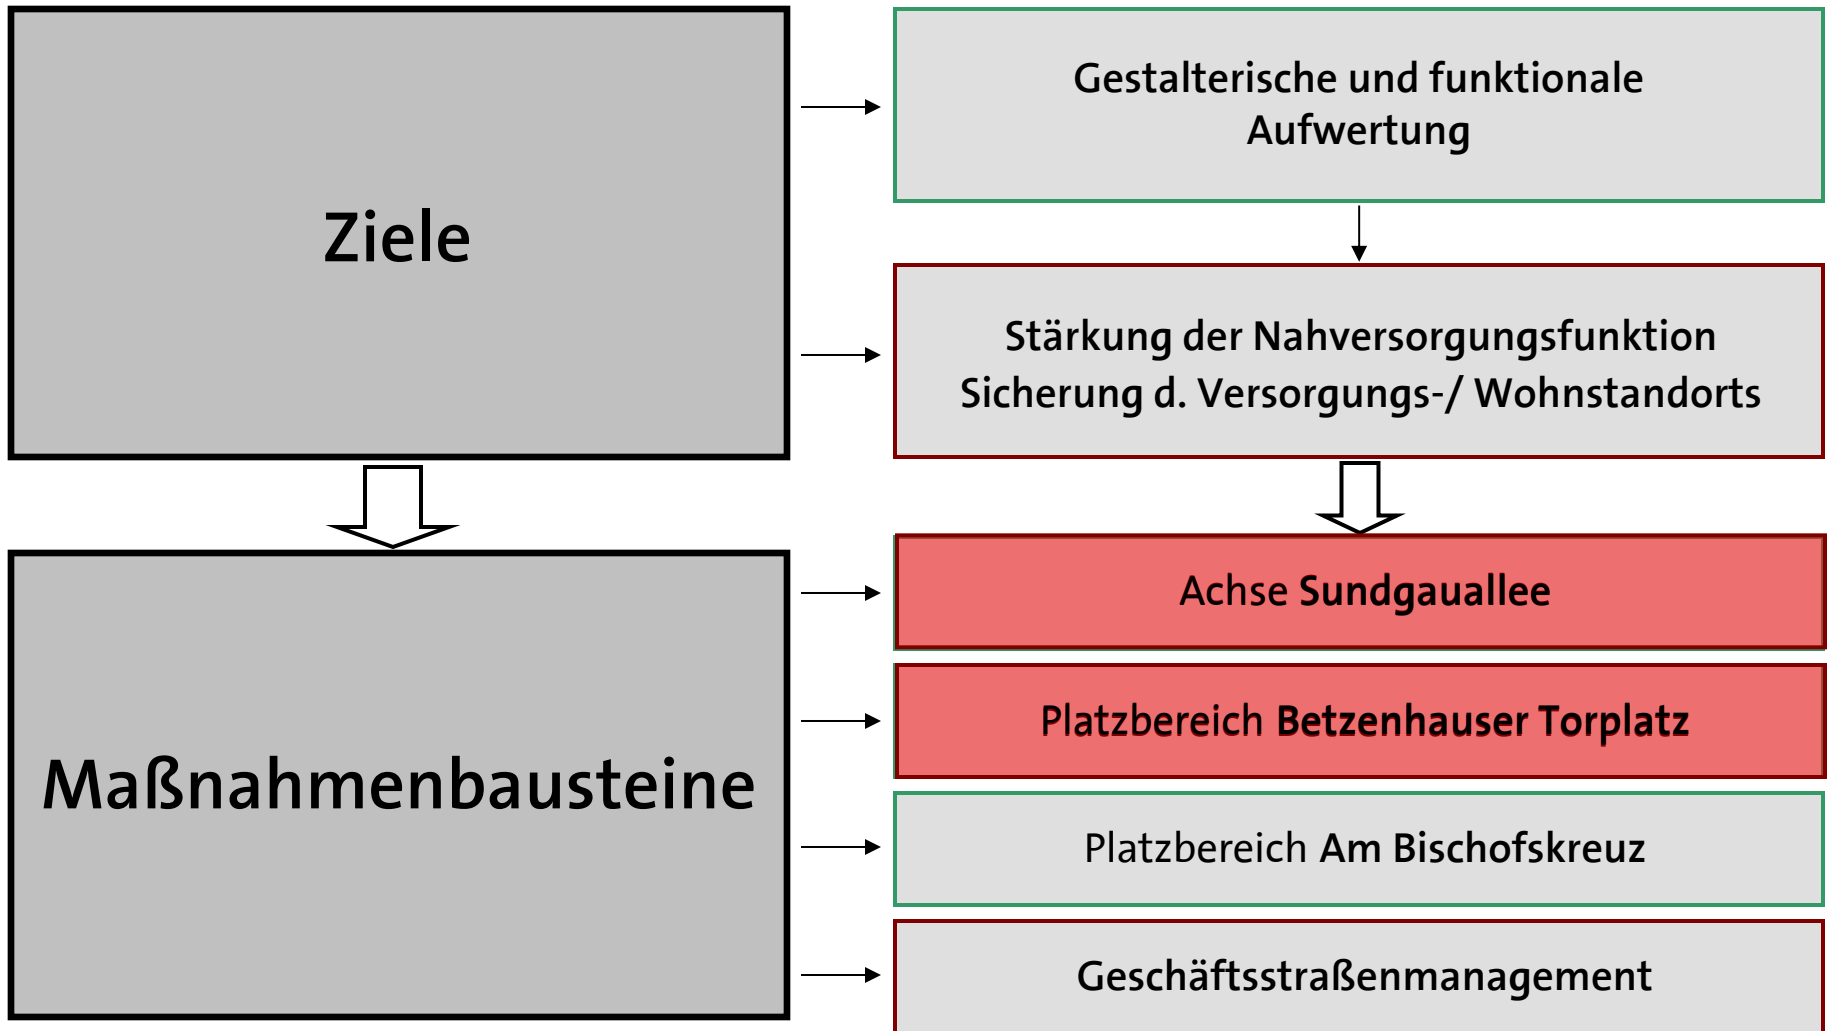 Ziele
Gestalterische und funktionale
Aufwertung
Stärkung der Nahversorgungsfunktion
Sicherung d. Versorgungs-/ Wohnstandorts
Maßnahmenbausteine
Achse Sundgauallee
Platzbereich Betzenhauser Torplatz
Platzbereich Am Bischofskreuz
Geschäftsstraßenmanagement